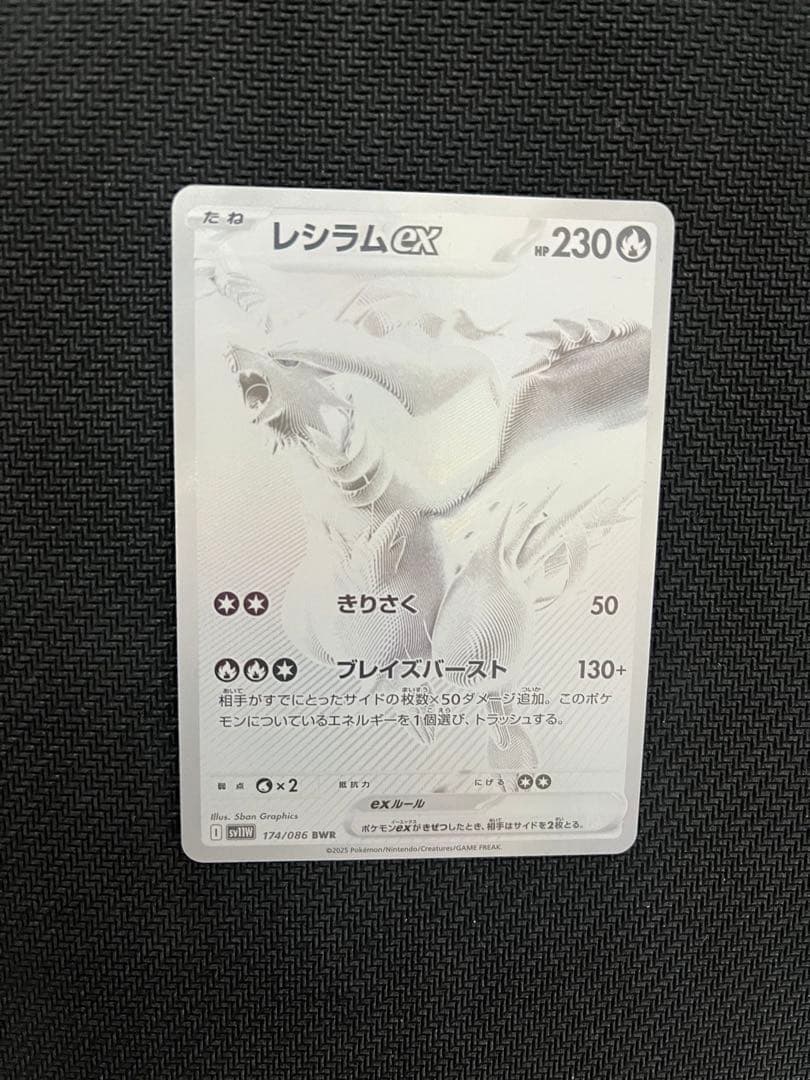 たね レシラムex HP230
きりさく 50
ブレイズバースト 130+
相手がすでにとったサイドの枚数×50ダメージ追加。このポケ
モンについているエネルギーを1個選び、トラッシュする。
弱点 ×2 抵抗力 にげる
exルール
ポケモンexがきぜつしたとき、相手はサイドを2枚とる。
Illus. Sban Graphics
I sv11W 174/086 BWR
©2025 Pokémon/Nintendo/Creatures/GAME FREAK.